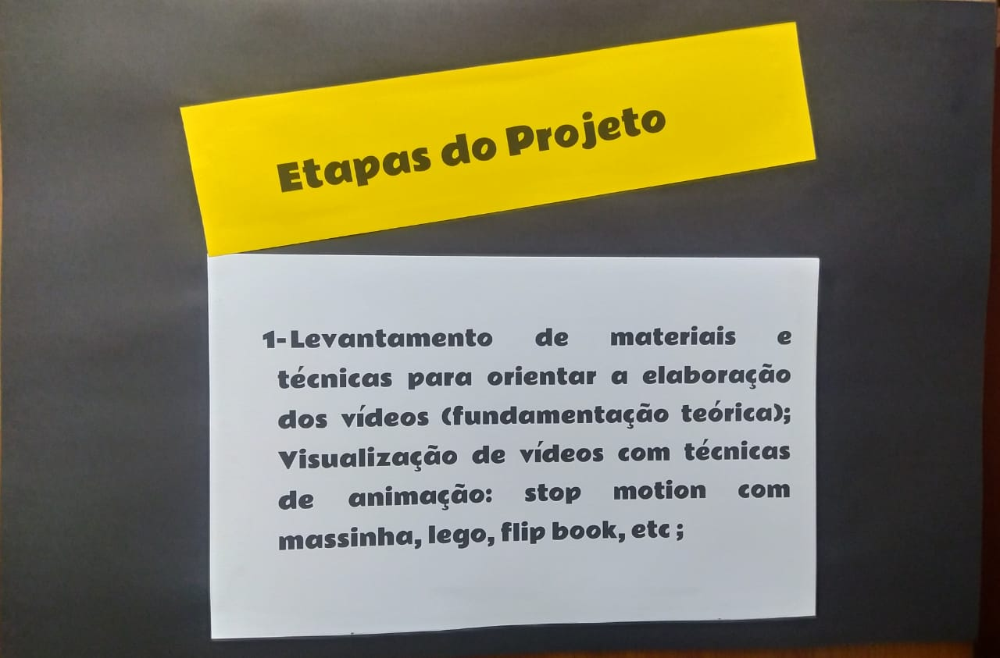 Etapas do Projeto
1-Levantamento de materiais e
técnicas para orientar a elaboração
dos vídeos (fundamentação teórica);
Visualização de vídeos com técnicas
de animação: stop motion com
massinha, lego, flip book, etc ;